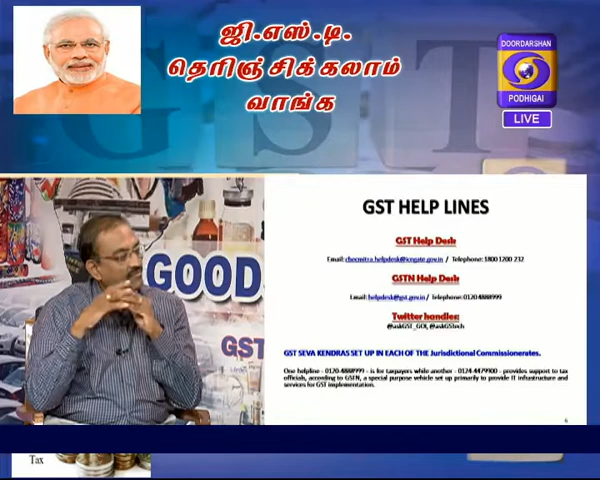 ஜி.எஸ்.டி.
தெரிஞ்சிக்கலாம்
வாங்க
GST
DOORDARSHAN
PODHIGAI
LIVE
GOOD
GST
GST HELP LINES
GST Help Desk
Email: cbecmitra.helpdesk@icegate.gov.in / Telephone: 1800 1200 232
GSTN Help Desk
Email: helpdesk@gst.gov.in / Telephone: 0120 4888999
Twitter handler:
@askGST_GOI, @askGSTech
GST SEVA KENDRAS SET UP IN EACH OF THE Jurisdictional Commissionerates.
One helpline - 0120-4888999 - is for taxpayers while another - 0124-4479900 - provides support to tax
officials, according to GSTN, a special purpose vehicle set up primarily to provide IT infrastructure and
services for GST implementation.
6
Tax